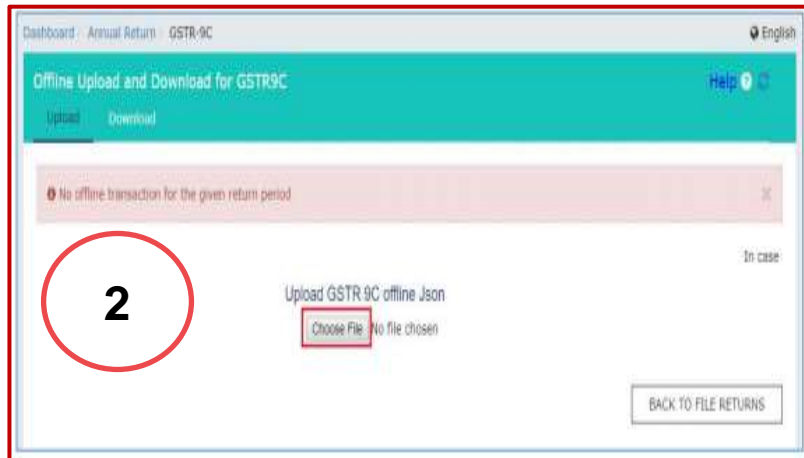 Dashboard / Annual Return / GSTR-9C English
Offline Upload and Download for GSTR9C Help
Upload Download
No offline transaction for the given return period
In case
2
Upload GSTR 9C offline Json
Choose File No file chosen
BACK TO FILE RETURNS